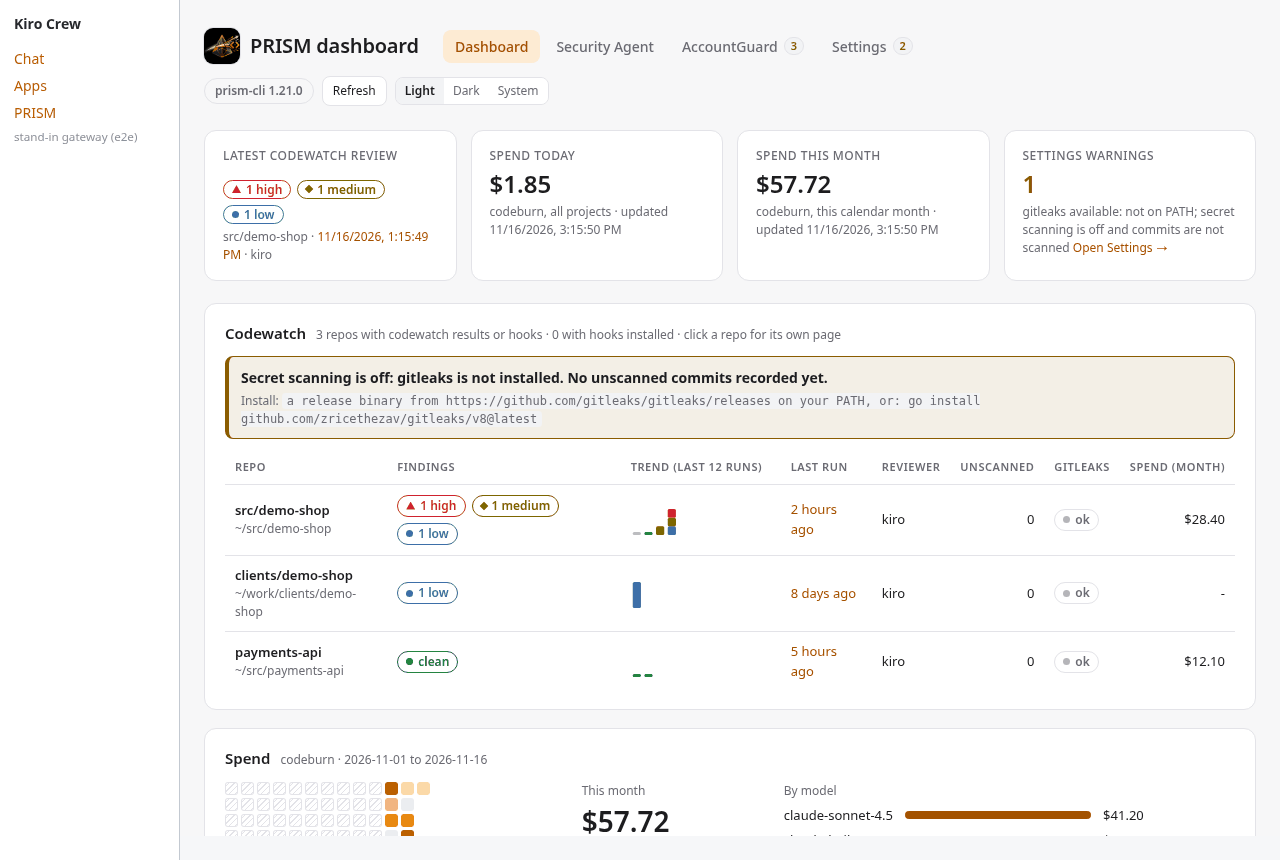 Kiro Crew
Chat
Apps
PRISM
stand-in gateway (e2e)
PRISM dashboard
Dashboard
Security Agent
AccountGuard 3
Settings 2
prism-cli 1.21.0
Refresh
Light
Dark
System
LATEST CODEWATCH REVIEW
1 high
1 medium
1 low
src/demo-shop · 11/16/2026, 1:15:49
PM · kiro
SPEND TODAY
$1.85
codeburn, all projects · updated
11/16/2026, 3:15:50 PM
SPEND THIS MONTH
$57.72
codeburn, this calendar month ·
updated 11/16/2026, 3:15:50 PM
SETTINGS WARNINGS
1
gitleaks available: not on PATH; secret
scanning is off and commits are not
scanned Open Settings →
Codewatch 3 repos with codewatch results or hooks · 0 with hooks installed · click a repo for its own page
Secret scanning is off: gitleaks is not installed. No unscanned commits recorded yet.
Install: a release binary from https://github.com/gitleaks/gitleaks/releases on your PATH, or: go install
github.com/zricethezav/gitleaks/v8@latest
REPO FINDINGS TREND (LAST 12 RUNS) LAST RUN REVIEWER UNSCANNED GITLEAKS SPEND (MONTH)
src/demo-shop
~/src/demo-shop
1 high
1 medium
1 low
2 hours
ago
kiro
0
ok
$28.40
clients/demo-shop
~/work/clients/demo-
shop
1 low
8 days ago
kiro
0
ok
-
payments-api
~/src/payments-api
clean
5 hours
ago
kiro
0
ok
$12.10
Spend codeburn · 2026-11-01 to 2026-11-16
This month
$57.72
By model
claude-sonnet-4.5 $41.20